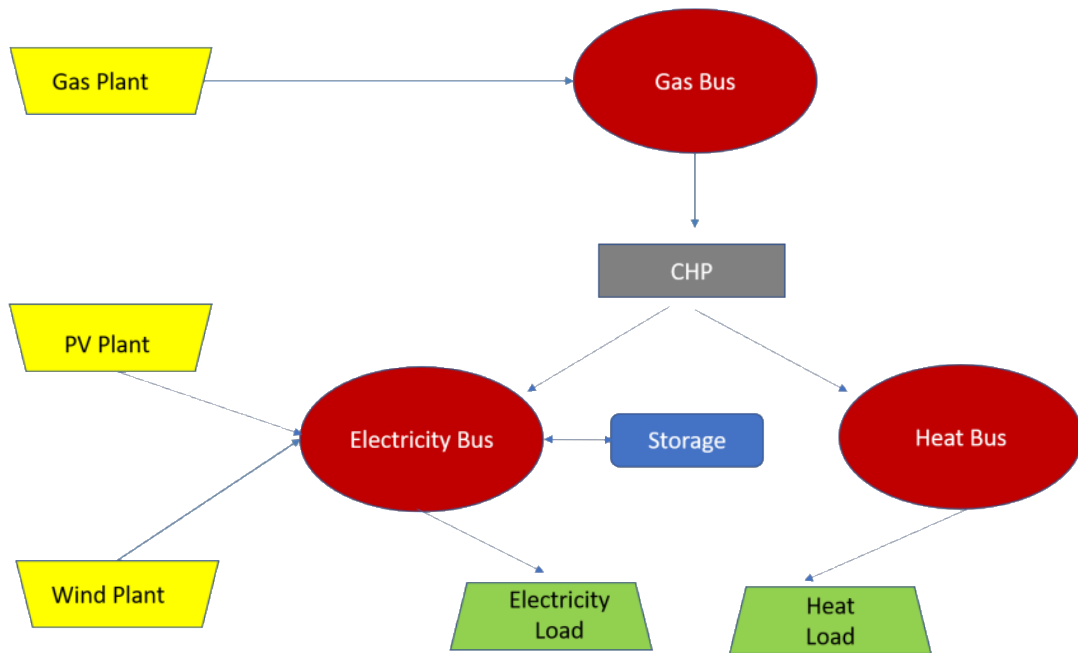 Gas Plant
Gas Bus
CHP
PV Plant
Electricity Bus
Storage
Heat Bus
Wind Plant
Electricity
Load
Heat
Load